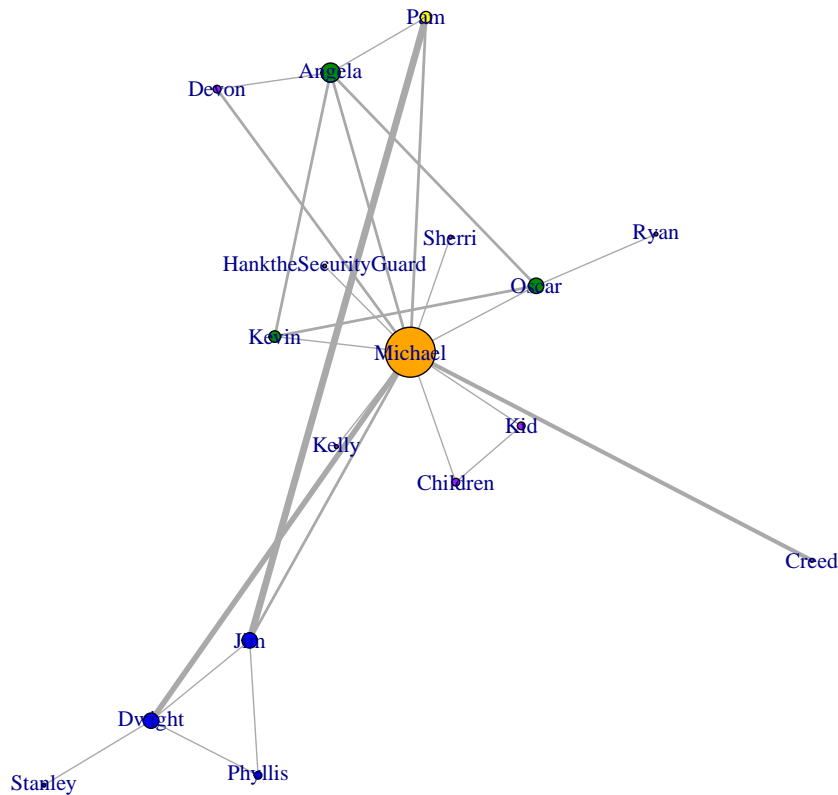 Pam
Angela
Devon
Sherri
Ryan
HanktheSecurityGuard
Oscar
Kevin
Michael
Kid
Kelly
Children
Creed
Jim
Dwight
Phyllis
Stanley